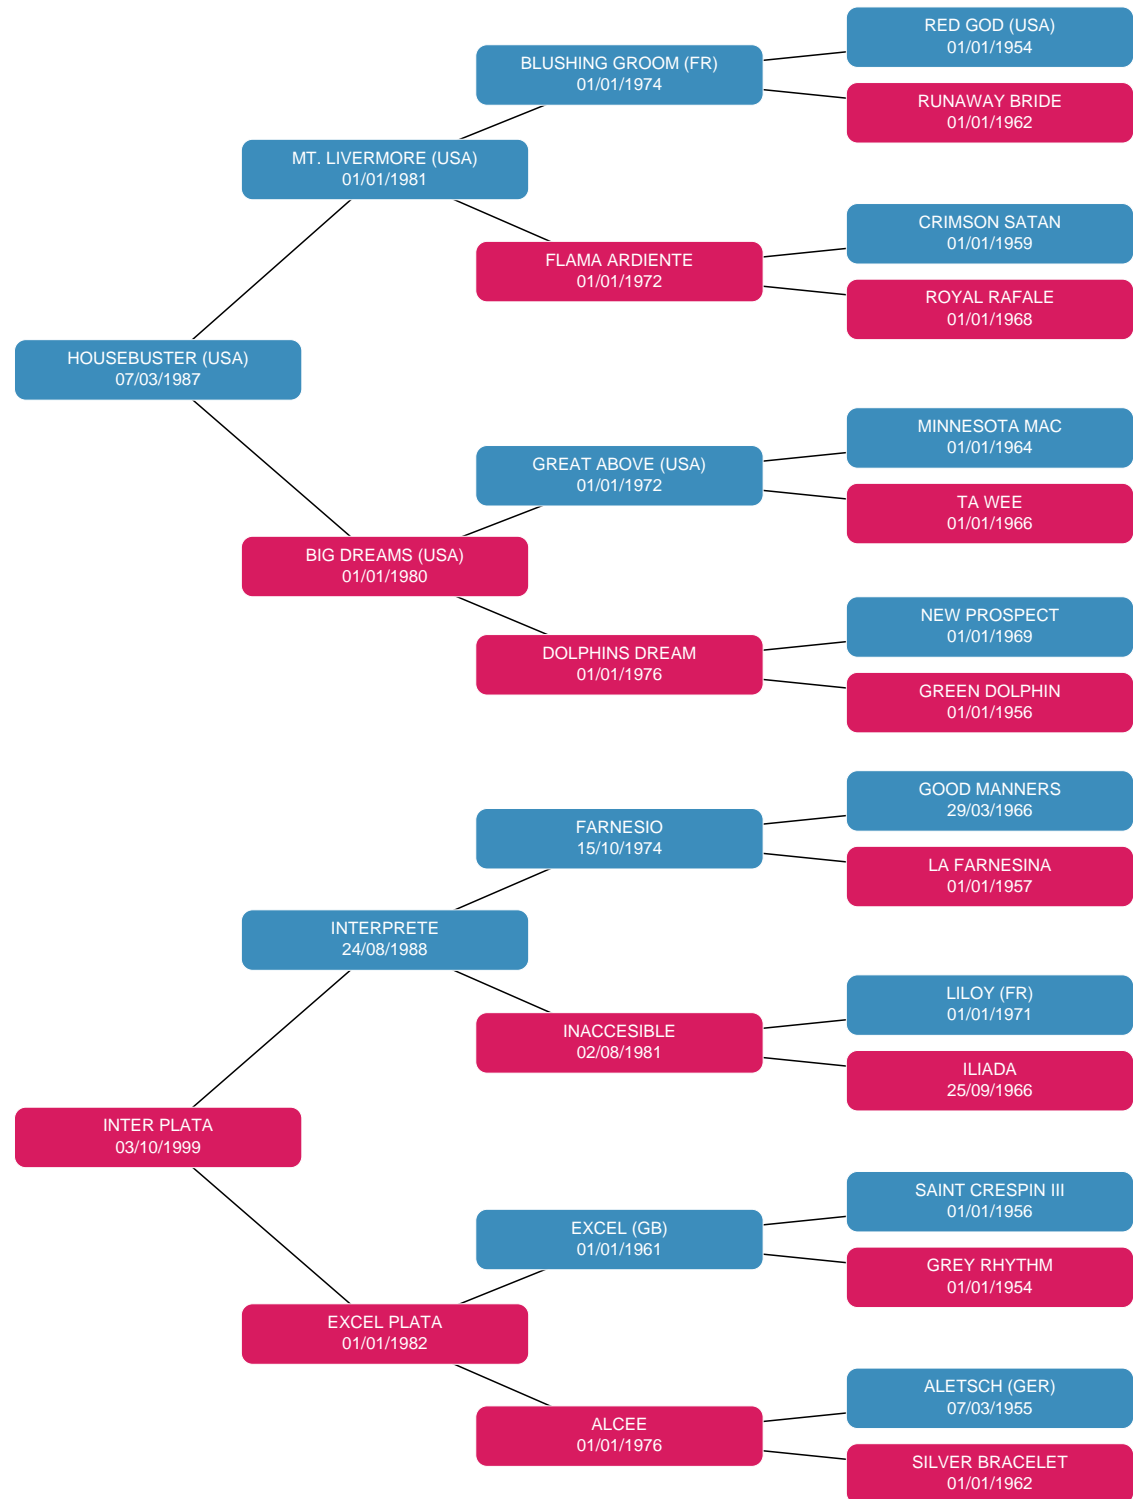 RED GOD (USA)
01/01/1954
BLUSHING GROOM (FR)
01/01/1974
RUNAWAY BRIDE
01/01/1962
MT. LIVERMORE (USA)
01/01/1981
CRIMSON SATAN
01/01/1959
FLAMA ARDIENTE
01/01/1972
ROYAL RAFALE
01/01/1968
HOUSEBUSTER (USA)
07/03/1987
MINNESOTA MAC
01/01/1964
GREAT ABOVE (USA)
01/01/1972
TA WEE
01/01/1966
BIG DREAMS (USA)
01/01/1980
NEW PROSPECT
01/01/1969
DOLPHINS DREAM
01/01/1976
GREEN DOLPHIN
01/01/1956
GOOD MANNERS
29/03/1966
FARNESIO
15/10/1974
LA FARNESINA
01/01/1957
INTERPRETE
24/08/1988
LILOY (FR)
01/01/1971
INACCESIBLE
02/08/1981
ILIADA
25/09/1966
INTER PLATA
03/10/1999
SAINT CRESPIN III
01/01/1956
EXCEL (GB)
01/01/1961
GREY RHYTHM
01/01/1954
EXCEL PLATA
01/01/1982
ALETSCH (GER)
07/03/1955
ALCEE
01/01/1976
SILVER BRACELET
01/01/1962